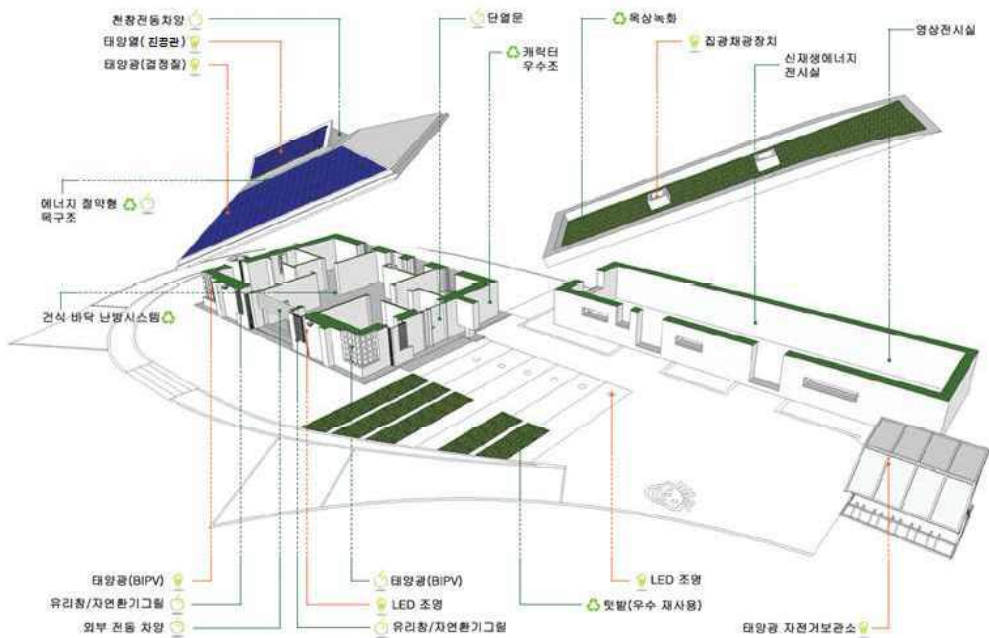 천창전동차양
태양열(진공관)
태양광(결정질)
단열문
캐릭터
우수조
옥상녹화
집광채광장치
신재생에너지
전시실
영상전시실
에너지 절약형
목구조
건식 바닥 난방시스템
태양광(BIPV)
유리창/자연환기그릴
외부 전동 차양
태양광(BIPV)
LED 조명
유리창/자연환기그릴
LED 조명
텃밭(우수 재사용)
태양광 자전거보관소